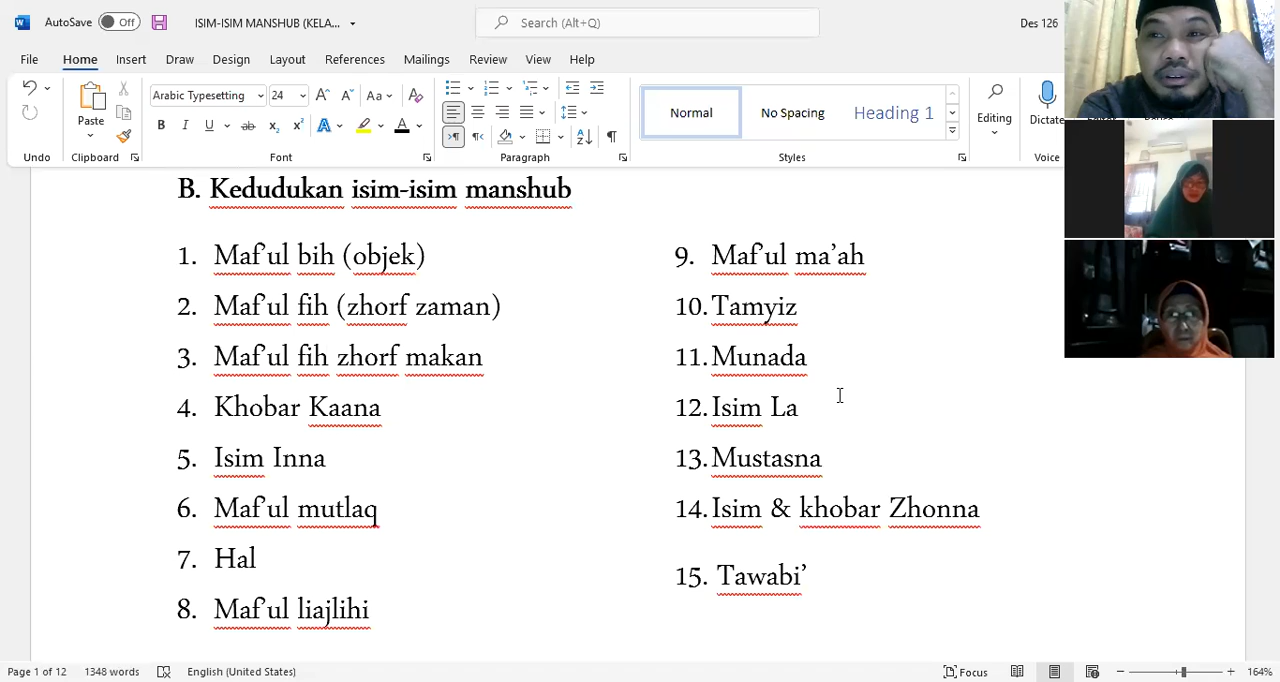 AutoSave Off ISIM-ISIM MANSHUB (KELA... Search (Alt+Q) Des 126
File Home Insert Draw Design Layout References Mailings Review View Help
Arabic Typesetting 24 Aa
Paste
Normal No Spacing Heading 1
Editing Dictate
Undo Clipboard Font Paragraph Styles Voice
B. Kedudukan isim-isim manshub
1. Maf'ul bih (objek)
2. Maf'ul fih (zhorf zaman)
3. Maf'ul fih zhorf makan
4. Khobar Kaana
5. Isim Inna
6. Maf'ul mutlaq
7. Hal
8. Maf'ul liajlihi
9. Maf'ul ma’ah
10. Tamyiz
11. Munada
12. Isim La
13. Mustasna
14. Isim & khobar Zhonna
15. Tawabi’
Page 1 of 12 1348 words English (United States) Focus 164%